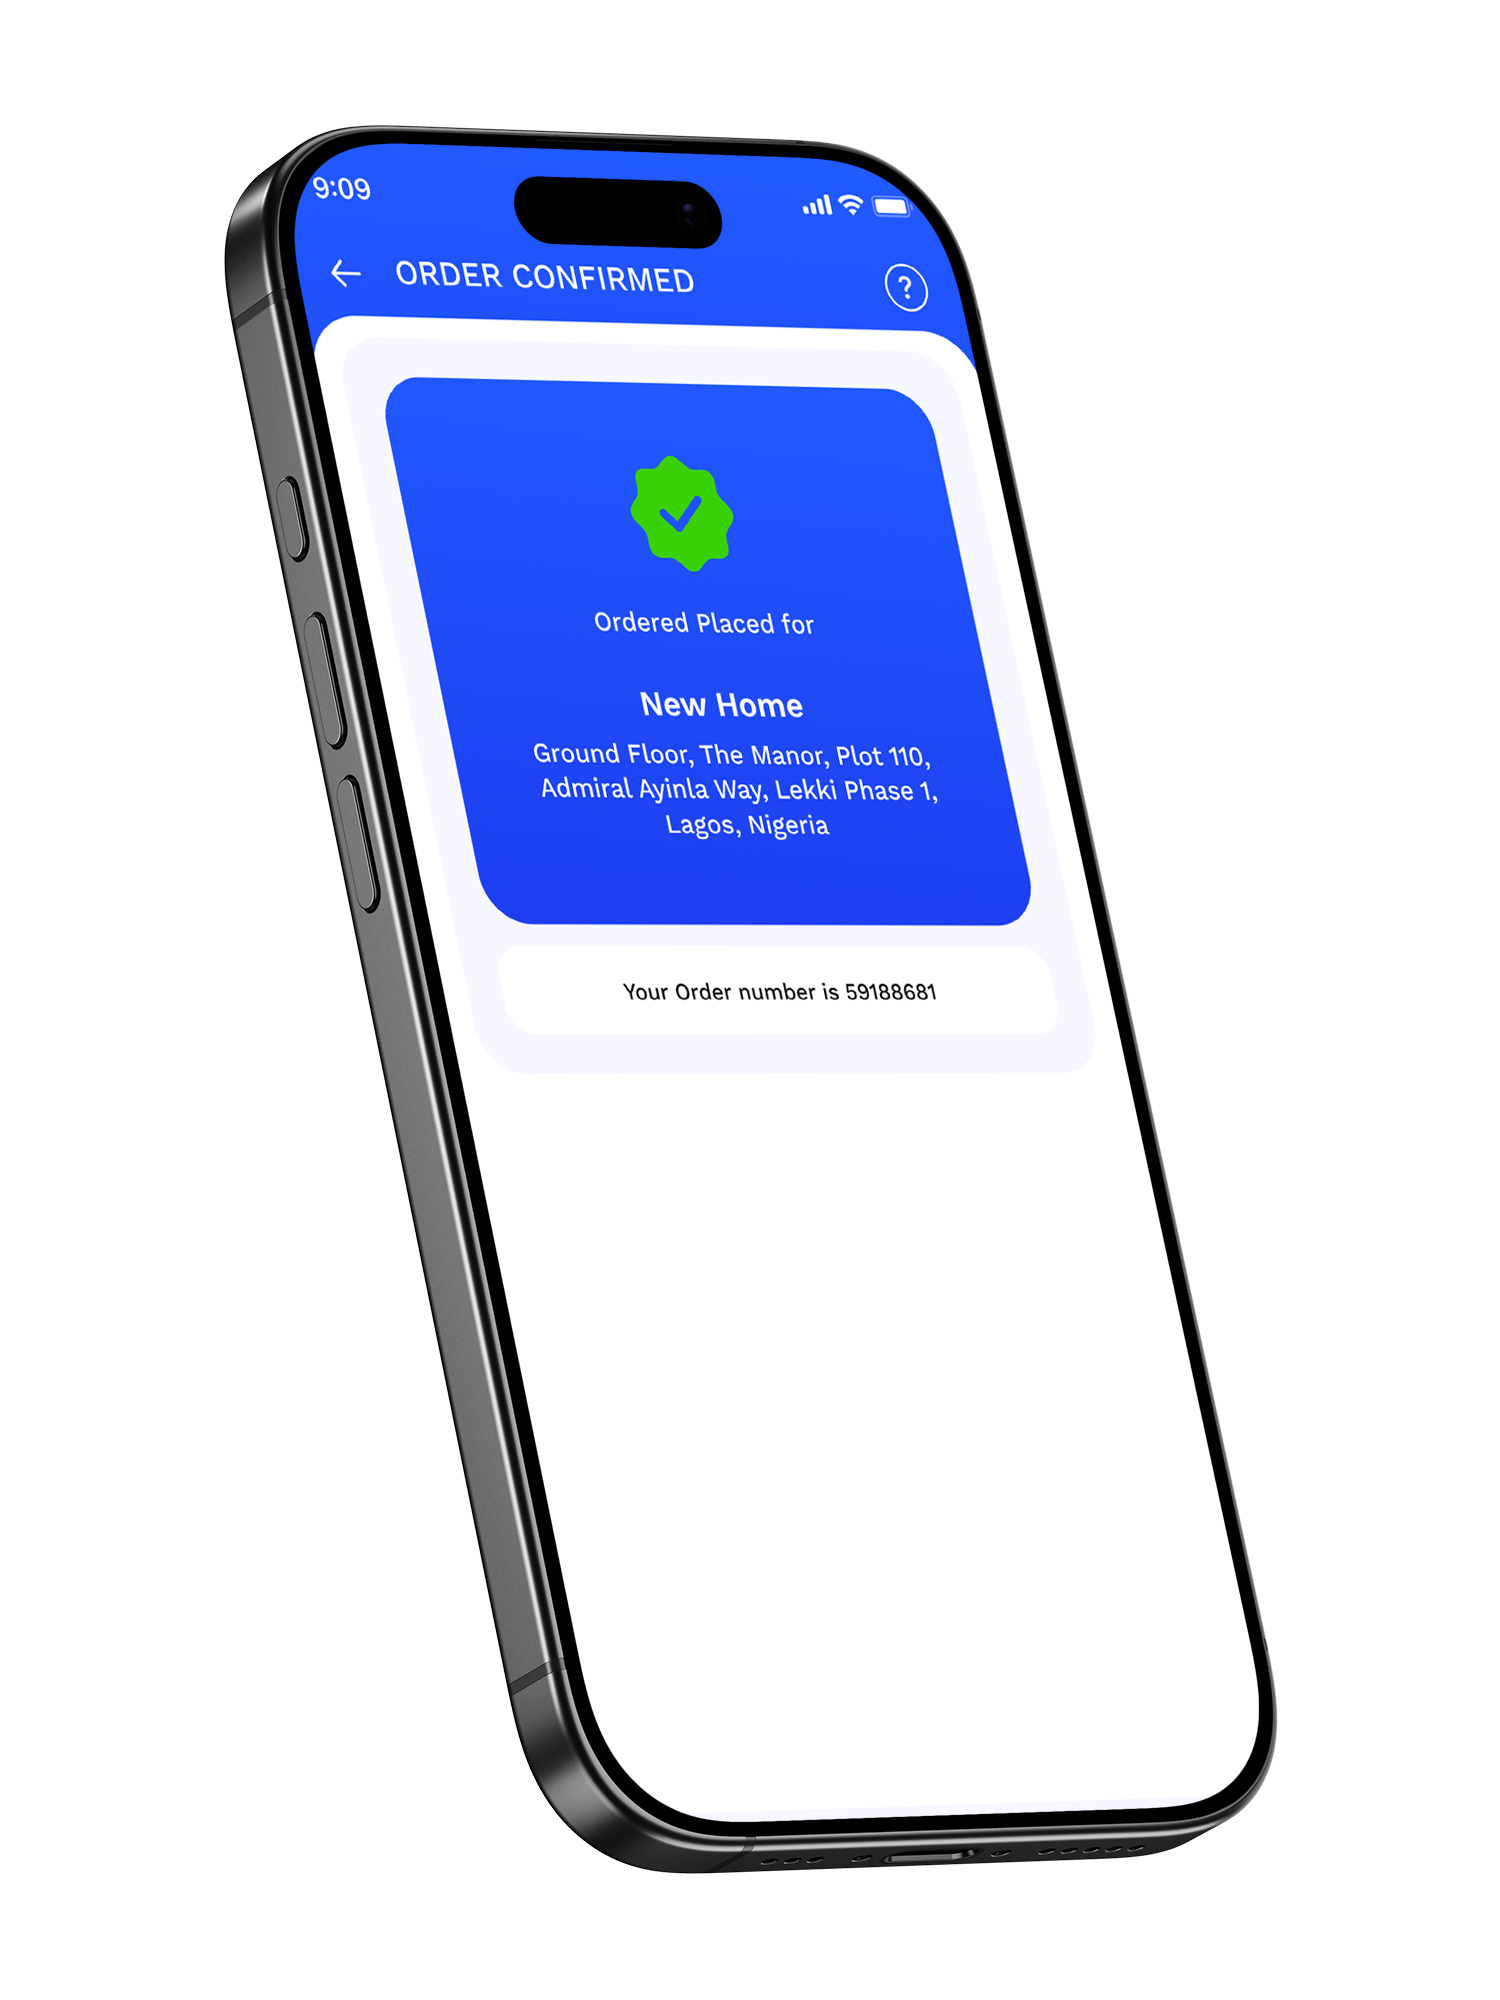 9:09
ORDER CONFIRMED
?
Ordered Placed for
New Home
Ground Floor, The Manor, Plot 110,
Admiral Ayinla Way, Lekki Phase 1,
Lagos, Nigeria
Your Order number is 59188681